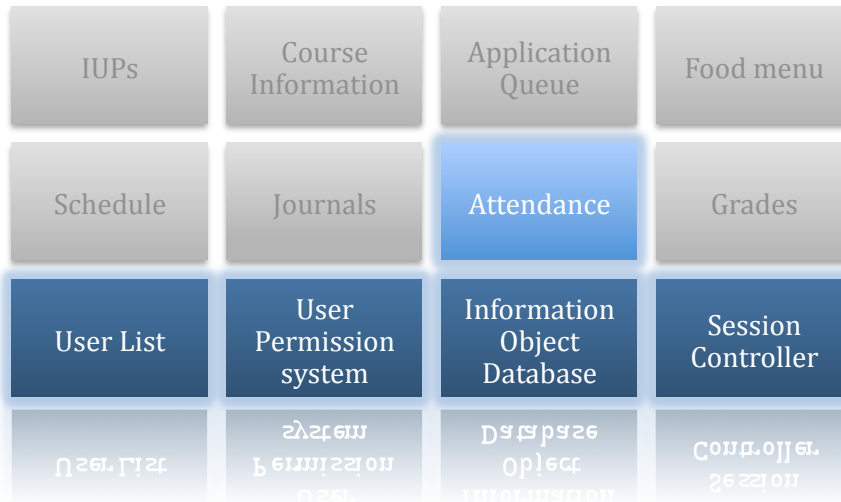 IUPs
Course
Information
Application
Queue
Food menu
Schedule
Journals
Attendance
Grades
User List
User
Permission
system
Information
Object
Database
Session
Controller